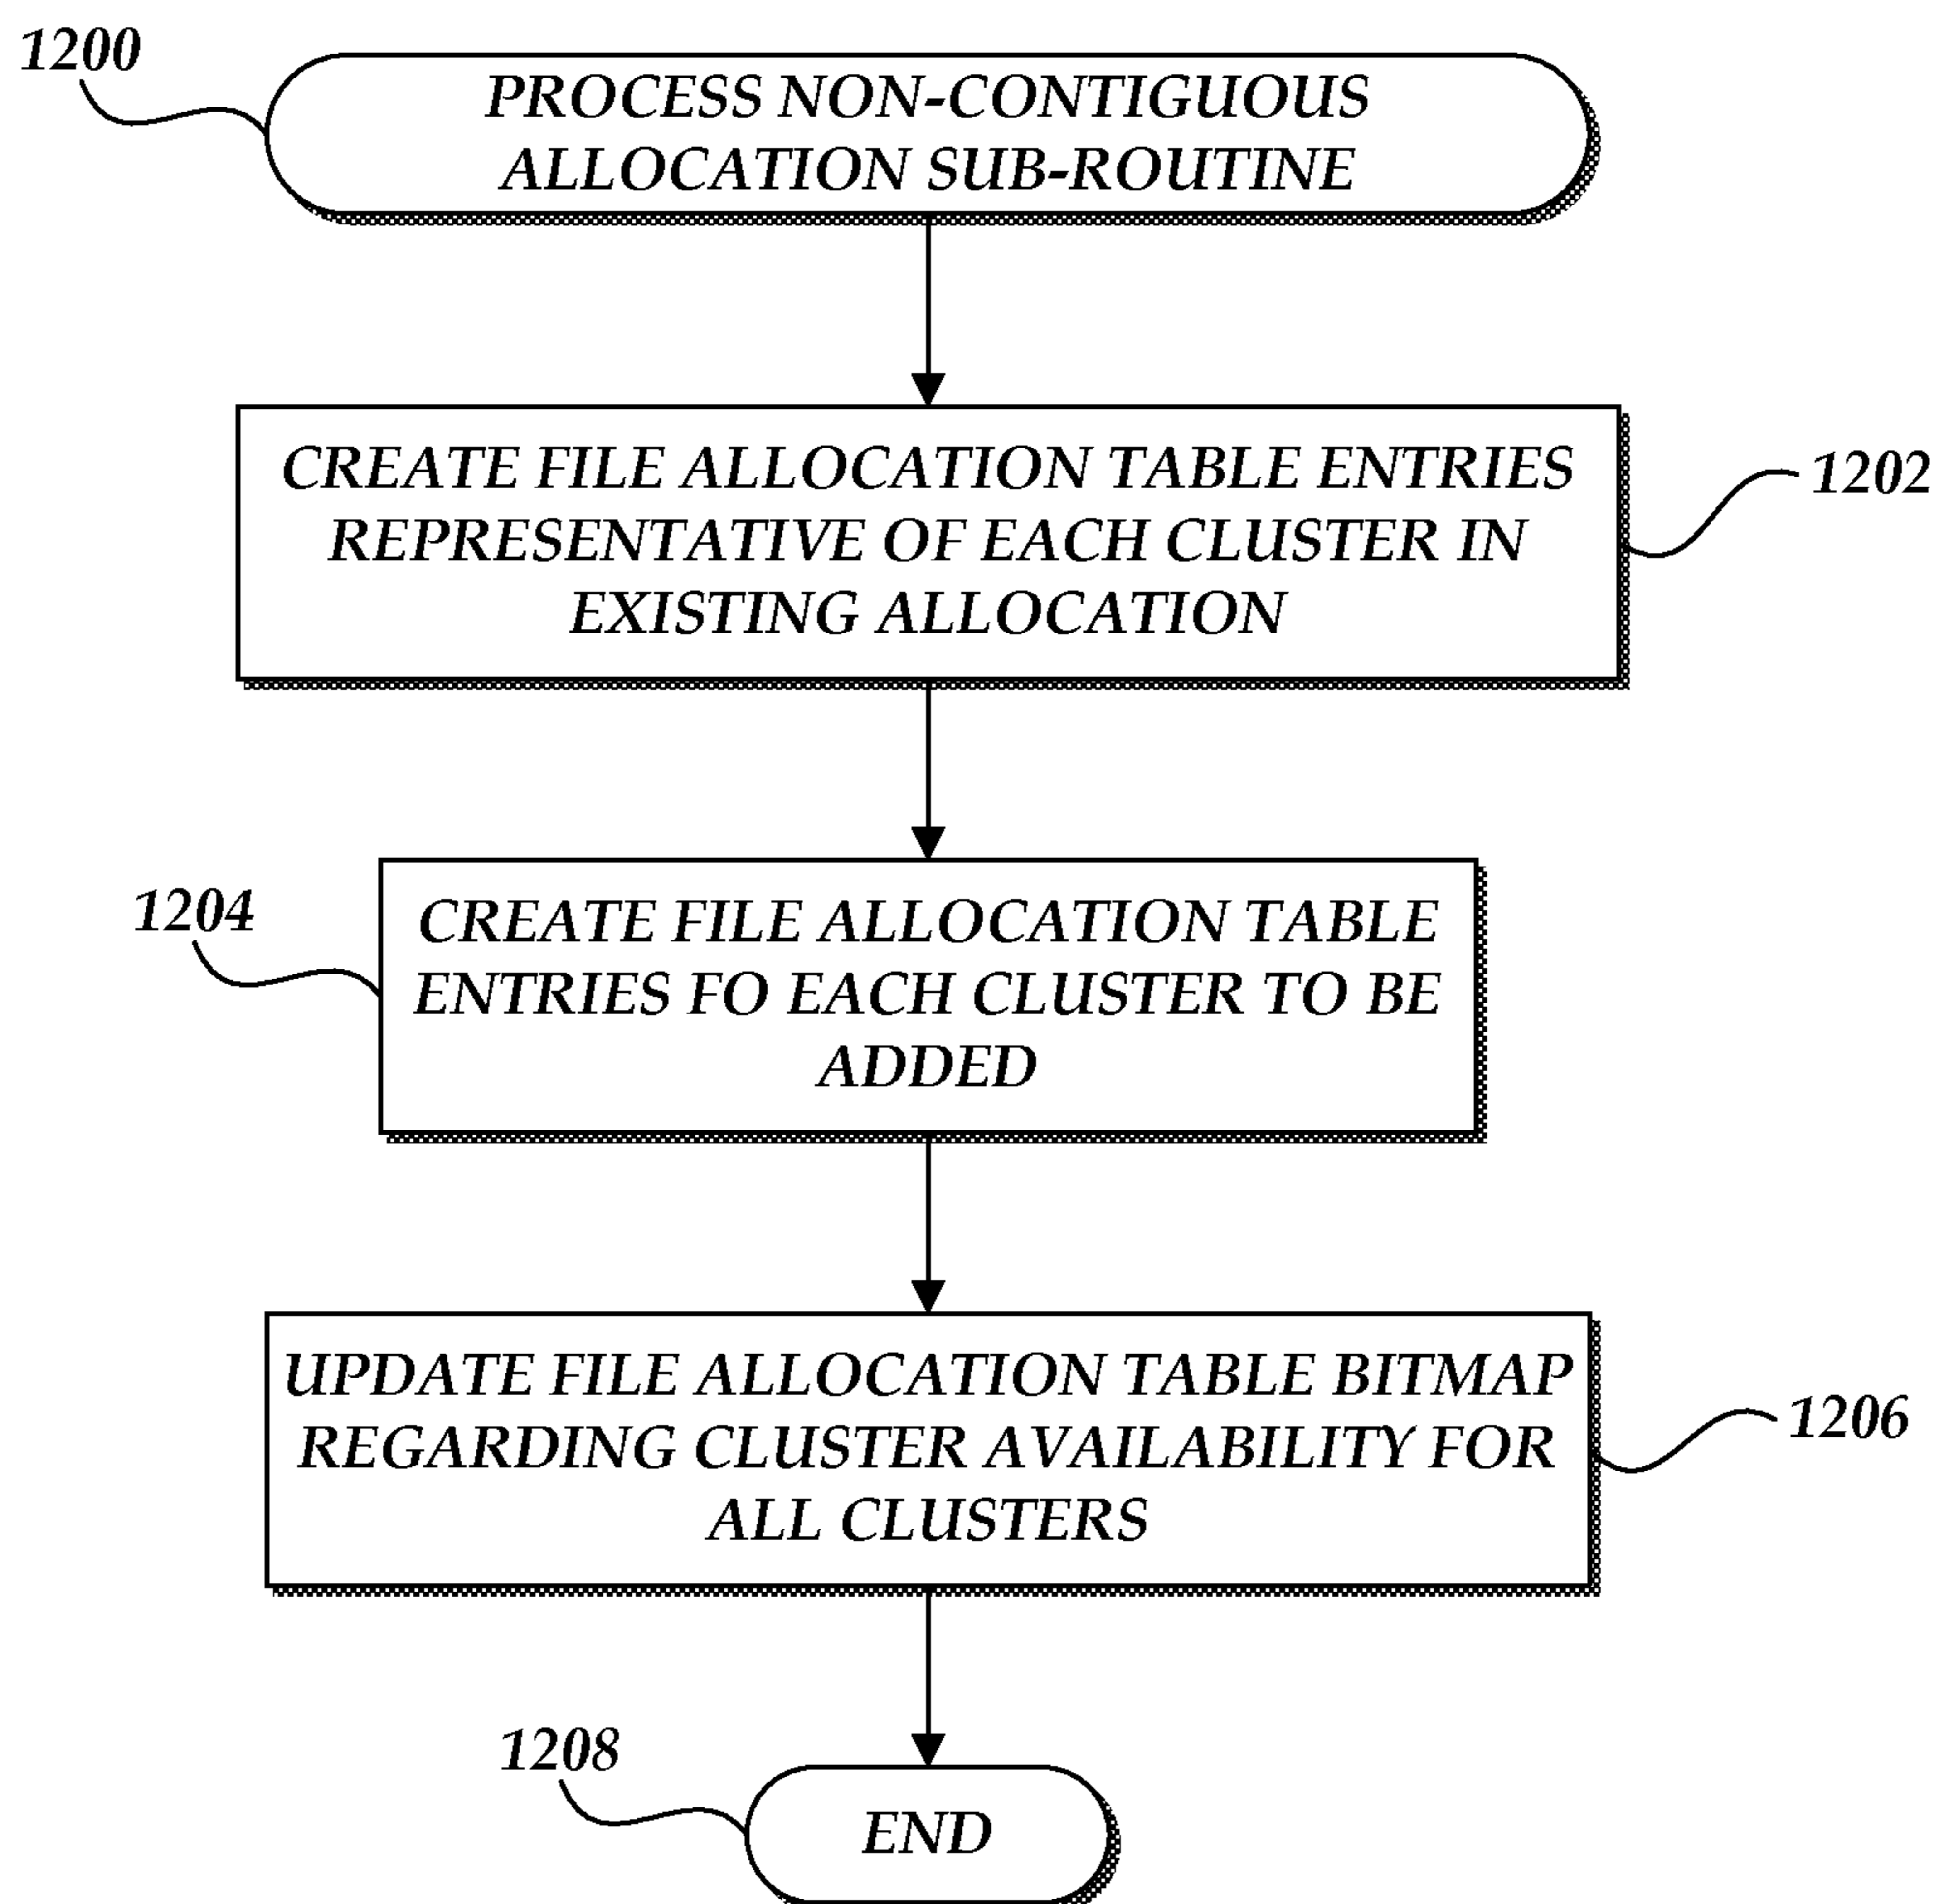 1200
PROCESS NON-CONTIGUOUS
ALLOCATION SUB-ROUTINE
CREATE FILE ALLOCATION TABLE ENTRIES
REPRESENTATIVE OF EACH CLUSTER IN
EXISTING ALLOCATION
1202
1204
CREATE FILE ALLOCATION TABLE
ENTRIES FO EACH CLUSTER TO BE
ADDED
UPDATE FILE ALLOCATION TABLE BITMAP
REGARDING CLUSTER AVAILABILITY FOR
ALL CLUSTERS
1206
1208
END